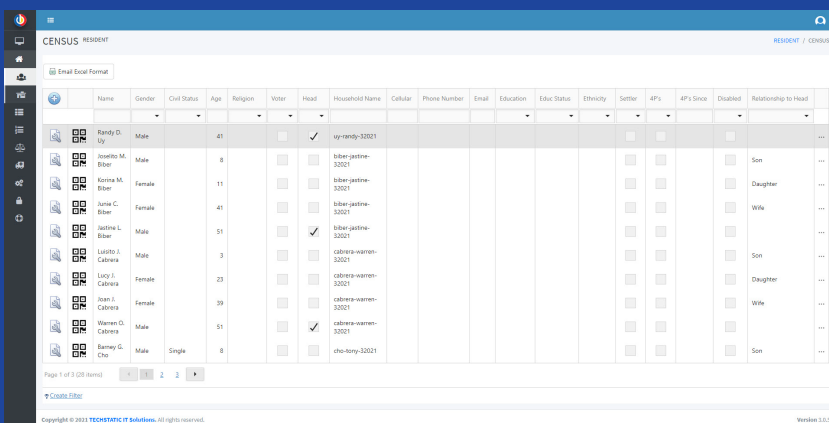 CENSUS RESIDENT
RESIDENT / CENSUS
Email Excel Format
Name Gender Civil Status Age Religion Voter Head Household Name Cellular Phone Number Email Education Educ Status Ethnicity Settler 4P's 4P's Since Disabled Relationship to Head
Randy D. Uy Male 41 uy-randy-32021 ...
Joselito M. Biber Male 8 biber-jastine-32021 Son ...
Korina M. Biber Female 11 biber-jastine-32021 Daughter ...
Junie C. Biber Female 41 biber-jastine-32021 Wife ...
Jastine L. Biber Male 51 biber-jastine-32021 ...
Luisito J. Cabrera Male 3 cabrera-warren-32021 Son ...
Lucy J. Cabrera Female 23 cabrera-warren-32021 Daughter ...
Joan J. Cabrera Female 39 cabrera-warren-32021 Wife ...
Warren O. Cabrera Male 51 cabrera-warren-32021 ...
Barney G. Cho Male Single 8 cho-tony-32021 Son ...
Page 1 of 3 (28 items) 1 2 3
Create Filter
Copyright © 2021 TECHSTATIC IT Solutions. All rights reserved.
Version 3.0.